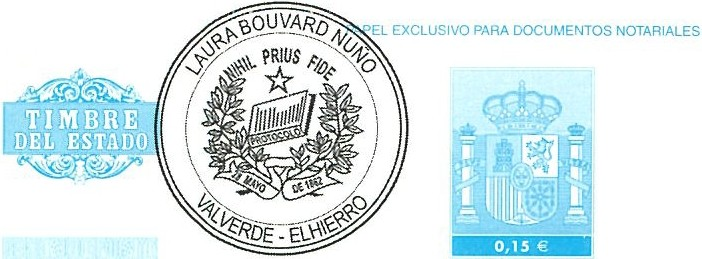 PAPEL EXCLUSIVO PARA DOCUMENTOS NOTARIALES
LAURA BOUVARD NUÑO
NIHIL PRIUS FIDE
PROTOCOLO
28 MAYO DE 1862
VALVERDE - ELHIERRO
TIMBRE
DEL ESTADO
0,15 €